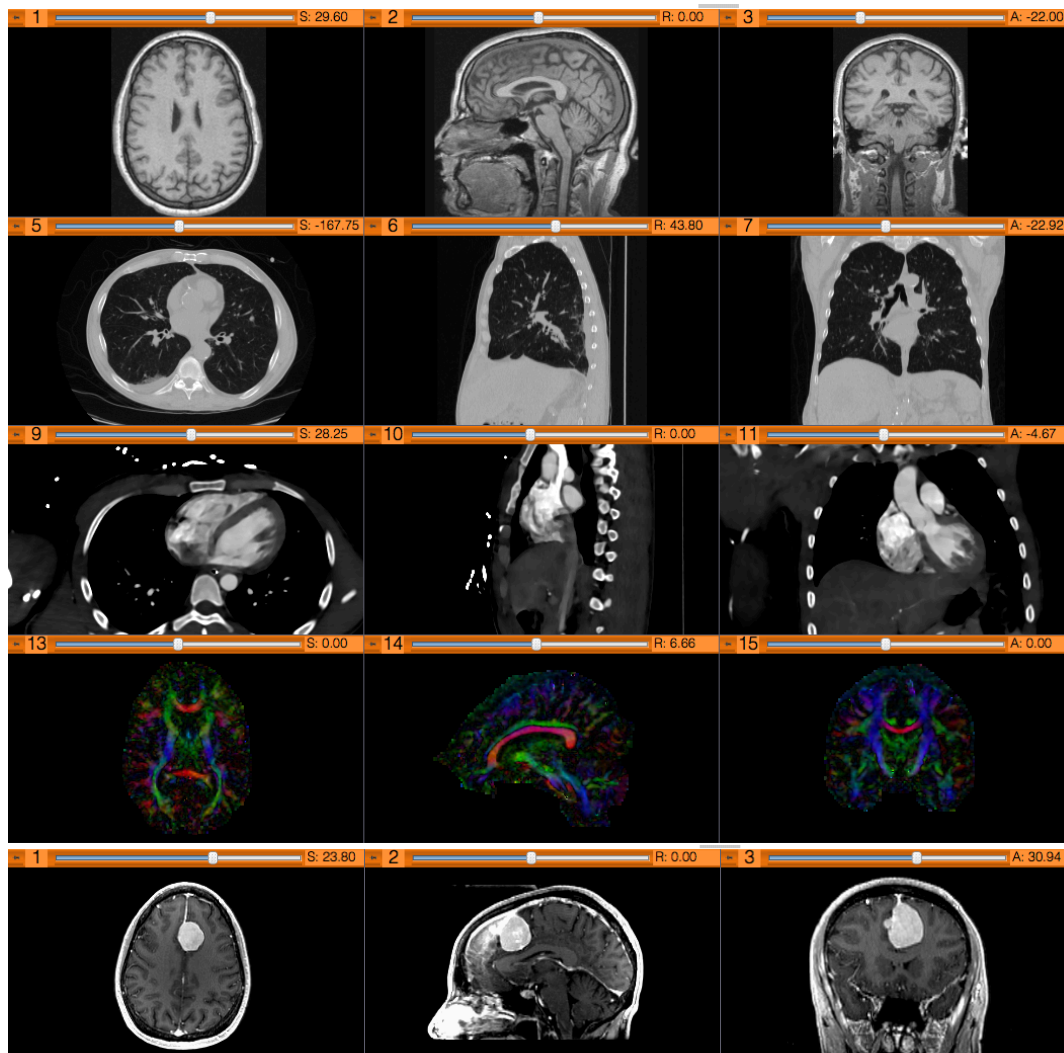 1 S: 29.60 2 R: 0.00 3 A: -22.00
5 S: -167.75 6 R: 43.80 7 A: -22.92
9 S: 28.25 10 R: 0.00 11 A: -4.67
13 S: 0.00 14 R: 6.66 15 A: 0.00
1 S: 23.80 2 R: 0.00 3 A: 30.94